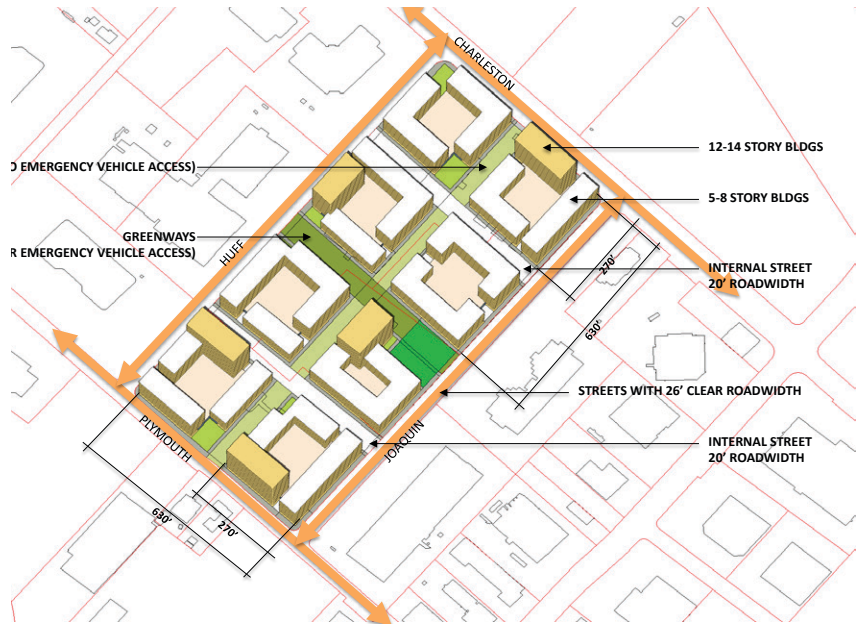 CHARLESTON
12-14 STORY BLDGS
O EMERGENCY VEHICLE ACCESS)
5-8 STORY BLDGS
GREENWAYS
R EMERGENCY VEHICLE ACCESS)
HUFF
INTERNAL STREET
20' ROADWIDTH
270'
630'
STREETS WITH 26' CLEAR ROADWIDTH
PLYMOUTH
JOAQUIN
INTERNAL STREET
20' ROADWIDTH
630'
270'